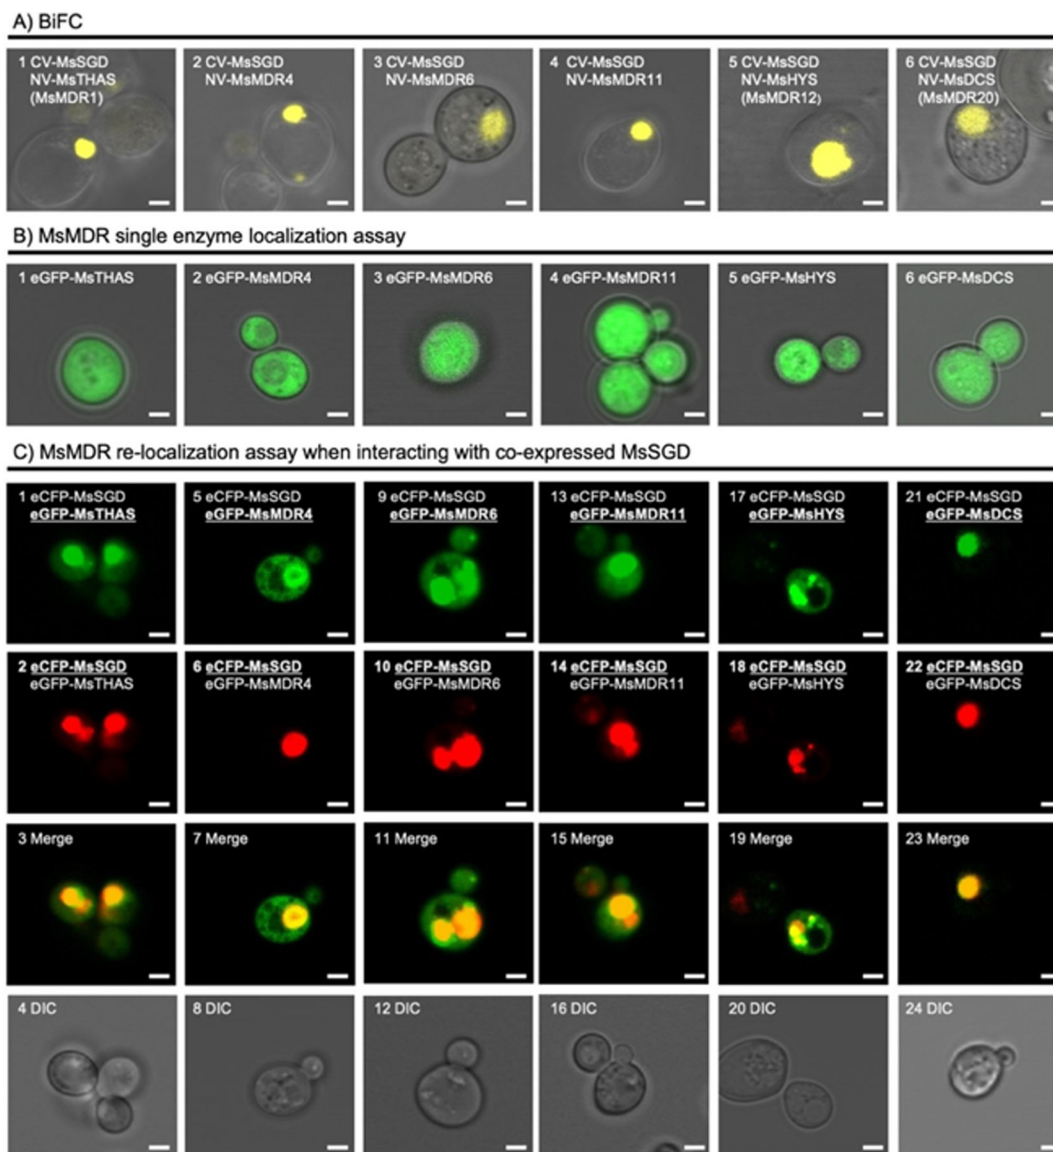 A) BiFC
1 CV-MsSGD
NV-MsTHAS
(MsMDR1)
2 CV-MsSGD
NV-MsMDR4
3 CV-MsSGD
NV-MsMDR6
4 CV-MsSGD
NV-MsMDR11
5 CV-MsSGD
NV-MsHYS
(MsMDR12)
6 CV-MsSGD
NV-MsDCS
(MsMDR20)
B) MsMDR single enzyme localization assay
1 eGFP-MsTHAS
2 eGFP-MsMDR4
3 eGFP-MsMDR6
4 eGFP-MsMDR11
5 eGFP-MsHYS
6 eGFP-MsDCS
C) MsMDR re-localization assay when interacting with co-expressed MsSGD
1 eCFP-MsSGD
eGFP-MsTHAS
5 eCFP-MsSGD
eGFP-MsMDR4
9 eCFP-MsSGD
eGFP-MsMDR6
13 eCFP-MsSGD
eGFP-MsMDR11
17 eCFP-MsSGD
eGFP-MsHYS
21 eCFP-MsSGD
eGFP-MsDCS
2 eCFP-MsSGD
eGFP-MsTHAS
6 eCFP-MsSGD
eGFP-MsMDR4
10 eCFP-MsSGD
eGFP-MsMDR6
14 eCFP-MsSGD
eGFP-MsMDR11
18 eCFP-MsSGD
eGFP-MsHYS
22 eCFP-MsSGD
eGFP-MsDCS
3 Merge
7 Merge
11 Merge
15 Merge
19 Merge
23 Merge
4 DIC
8 DIC
12 DIC
16 DIC
20 DIC
24 DIC